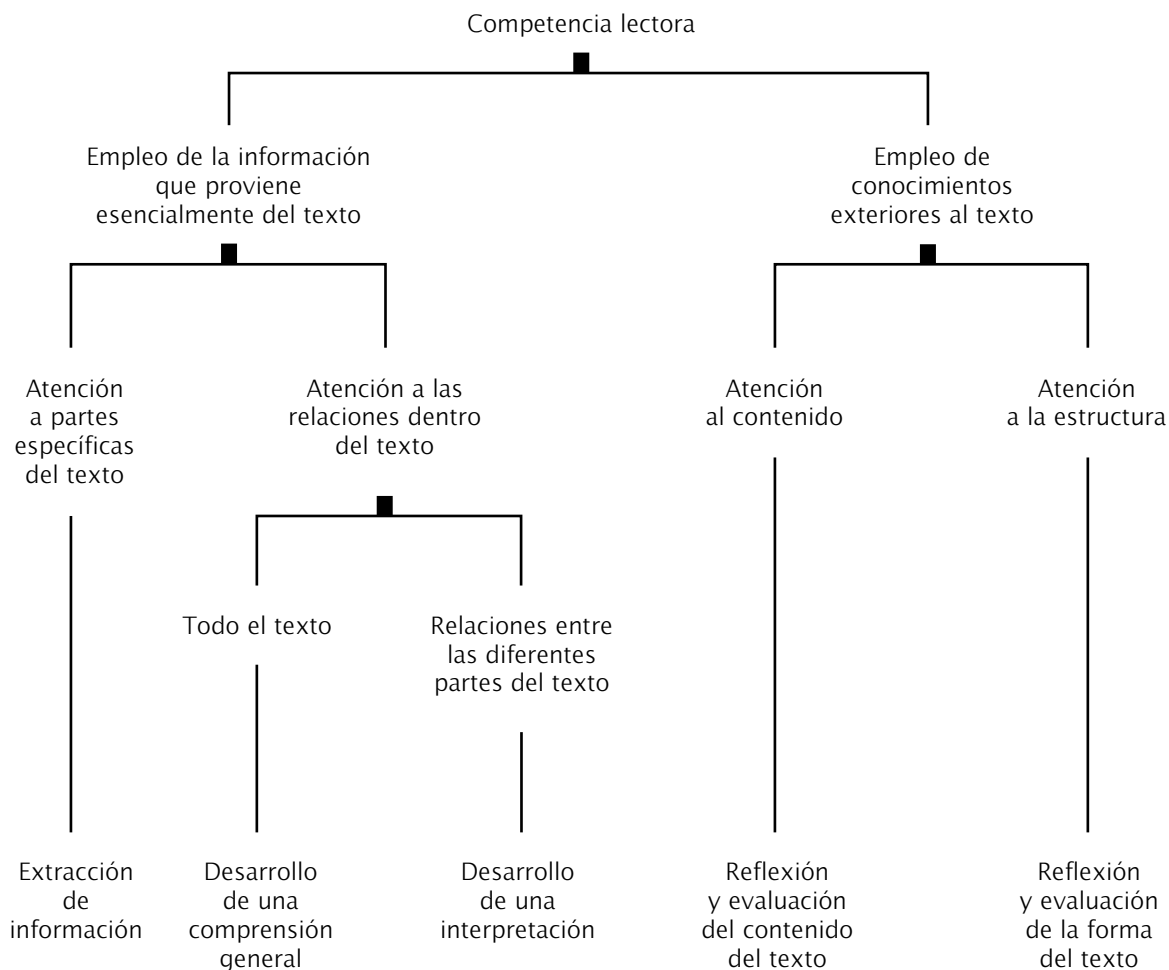 Competencia lectora
Empleo de la información
que proviene
esencialmente del texto
Empleo de
conocimientos
exteriores al texto
Atención
a partes
específicas
del texto
Atención a las
relaciones dentro
del texto
Atención
al contenido
Atención
a la estructura
Todo el texto
Relaciones entre
las diferentes
partes del texto
Extracción
de
información
Desarrollo
de una
comprensión
general
Desarrollo
de una
interpretación
Reflexión
y evaluación
del contenido
del texto
Reflexión
y evaluación
de la forma
del texto